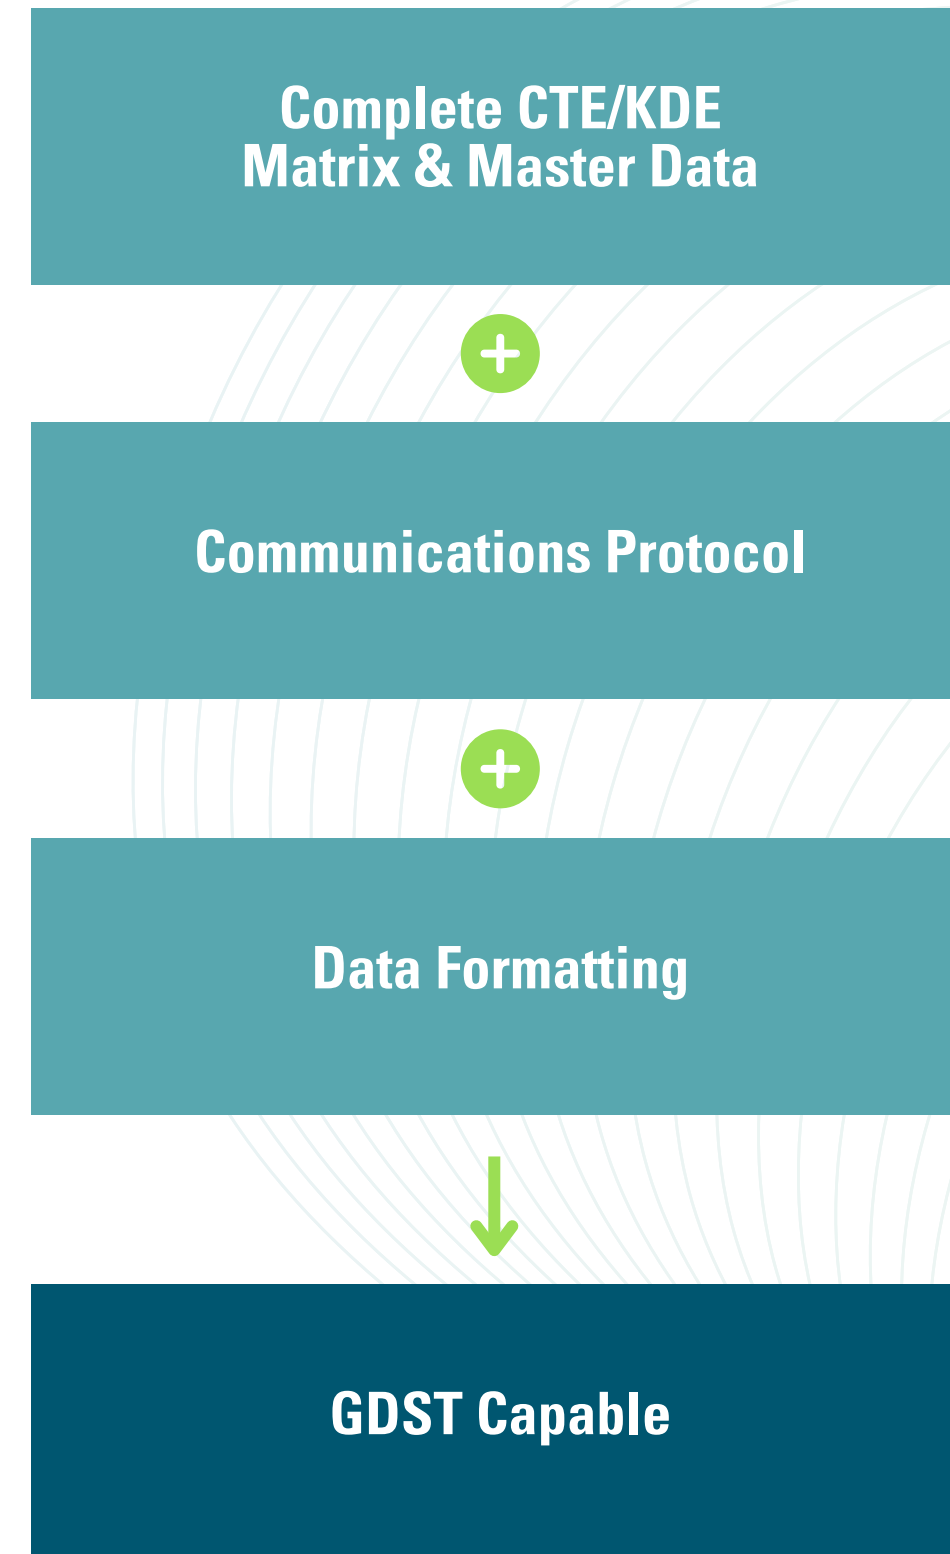 Complete CTE/KDE
Matrix & Master Data
Communications Protocol
Data Formatting
GDST Capable